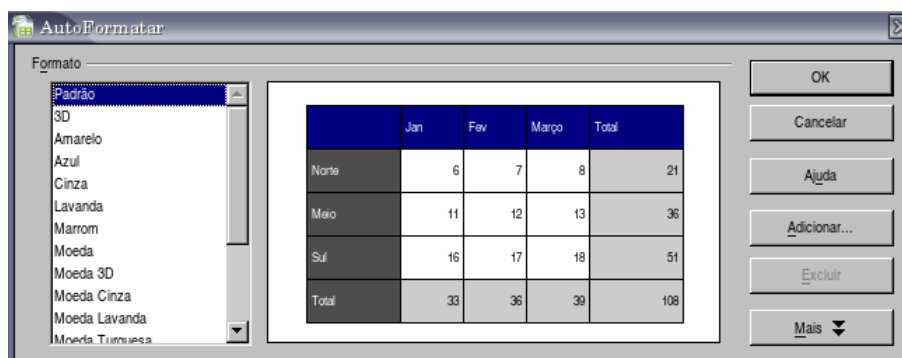 AutoFormatar
Formato
Padrão
3D
Amarelo
Azul
Cinza
Lavanda
Marrom
Moeda
Moeda 3D
Moeda Cinza
Moeda Lavanda
Moeda Turquesa
Jan Fev Março Total
Norte 6 7 8 21
Meio 11 12 13 36
Sul 16 17 18 51
Total 33 36 39 108
OK
Cancelar
Ajuda
Adicionar...
Excluir
Mais